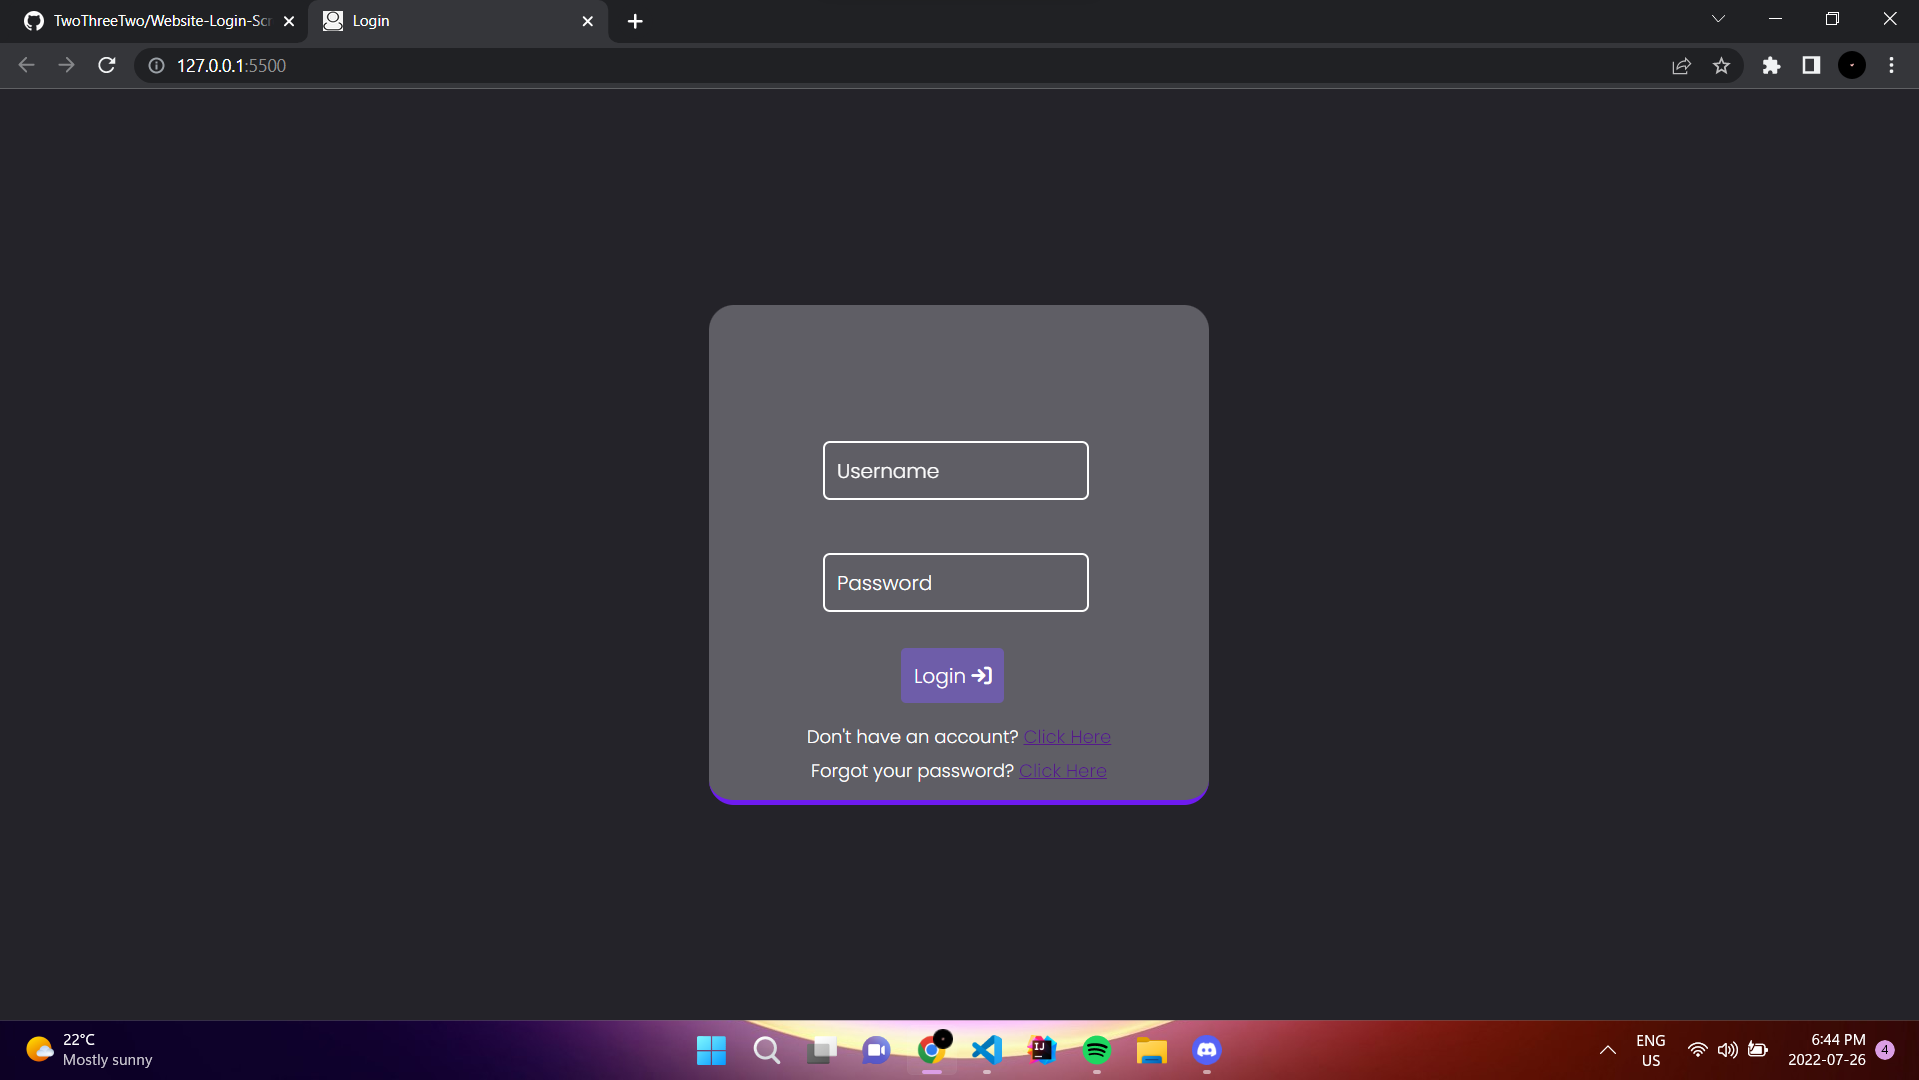 TwoThreeTwo/Website-Login-Scr
Login
127.0.0.1:5500
Username
Password
Login
Don't have an account? Click Here
Forgot your password? Click Here
22°C
Mostly sunny
IJ
ENG
US
6:44 PM
2022-07-26
4